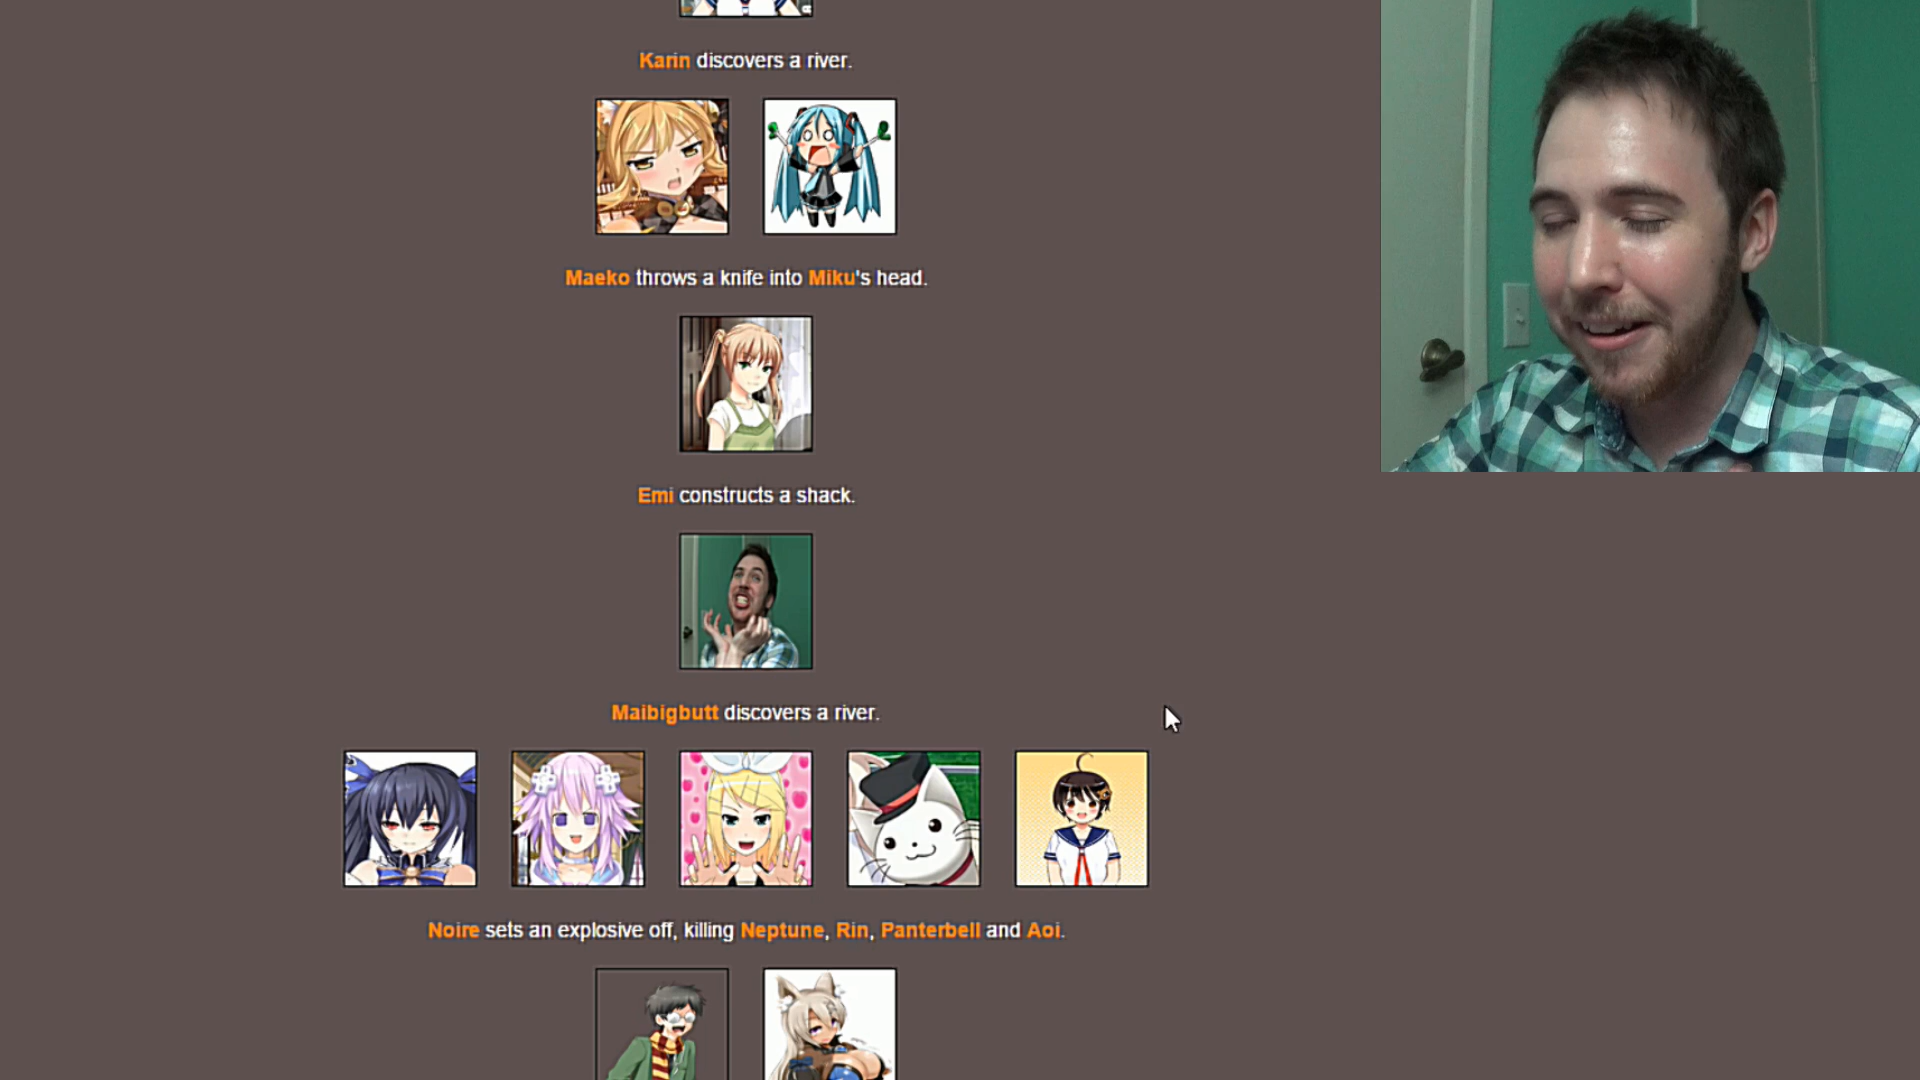 Karin discovers a river.
Maeko throws a knife into Miku's head.
Emi constructs a shack.
Maibigbutt discovers a river.
Noire sets an explosive off, killing Neptune, Rin, Panterbell and Aoi.